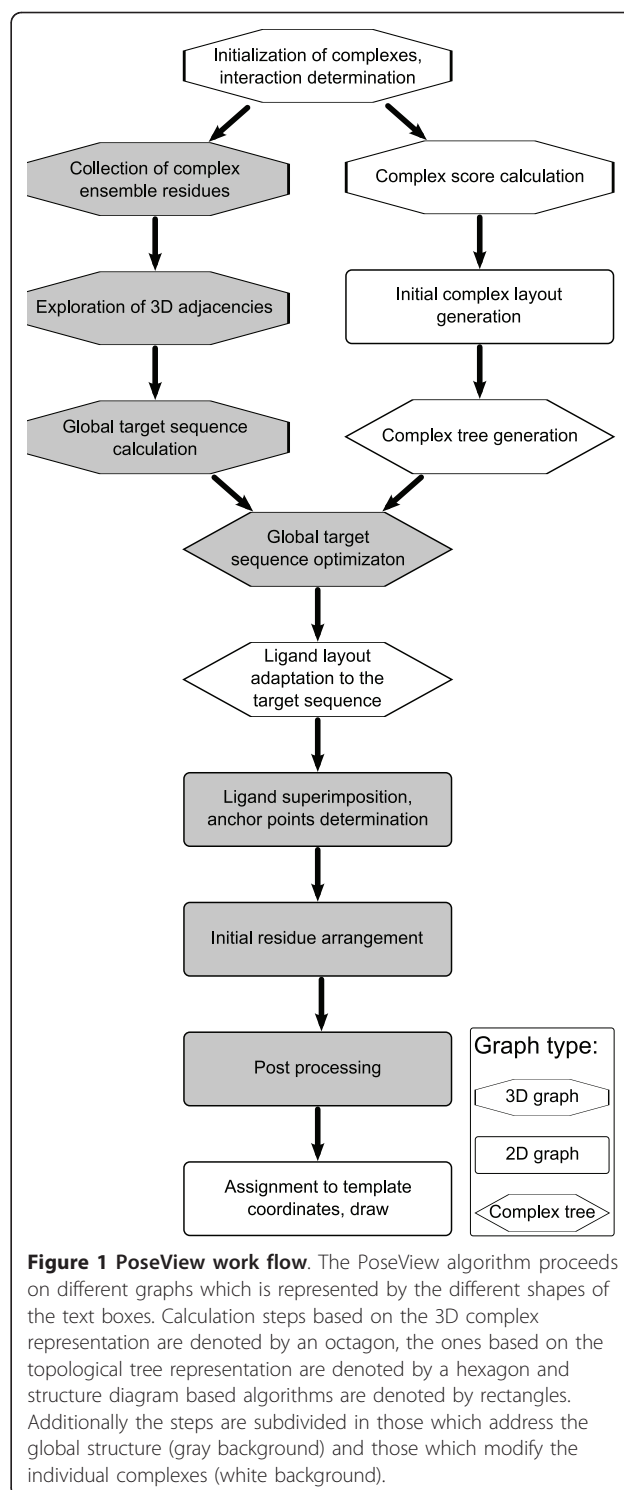 Initialization of complexes,
interaction determination
Collection of complex
ensemble residues
Complex score calculation
Exploration of 3D adjacencies
Initial complex layout
generation
Global target sequence
calculation
Complex tree generation
Global target
sequence optimizaton
Ligand layout
adaptation to the
target sequence
Ligand superimposition,
anchor points determination
Initial residue arrangement
Post processing
Assignment to template
coordinates, draw
Graph type:
3D graph
2D graph
Complex tree
Figure 1 PoseView work flow. The PoseView algorithm proceeds
on different graphs which is represented by the different shapes of
the text boxes. Calculation steps based on the 3D complex
representation are denoted by an octagon, the ones based on the
topological tree representation are denoted by a hexagon and
structure diagram based algorithms are denoted by rectangles.
Additionally the steps are subdivided in those which address the
global structure (gray background) and those which modify the
individual complexes (white background).